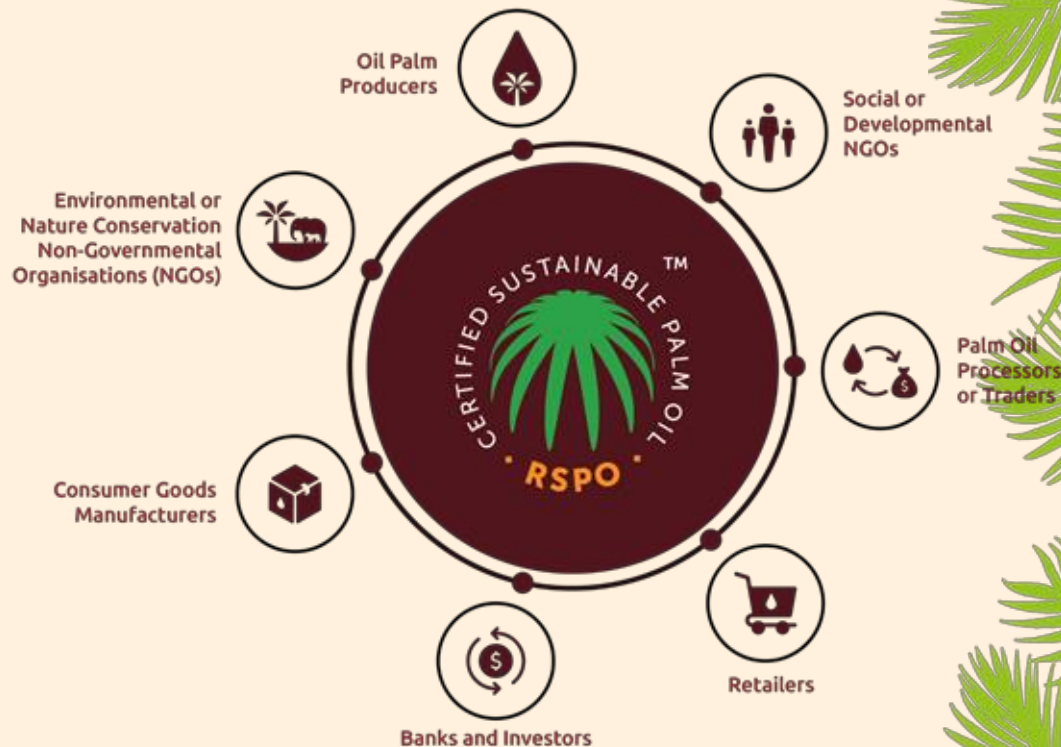 Oil Palm
Producers
Social or
Developmental
NGOs
Environmental or
Nature Conservation
Non-Governmental
Organisations (NGOs)
CERTIFIED SUSTAINABLE PALM OIL TM
· RSPO ·
$
Palm Oil
Processors
or Traders
Consumer Goods
Manufacturers
$
Retailers
Banks and Investors